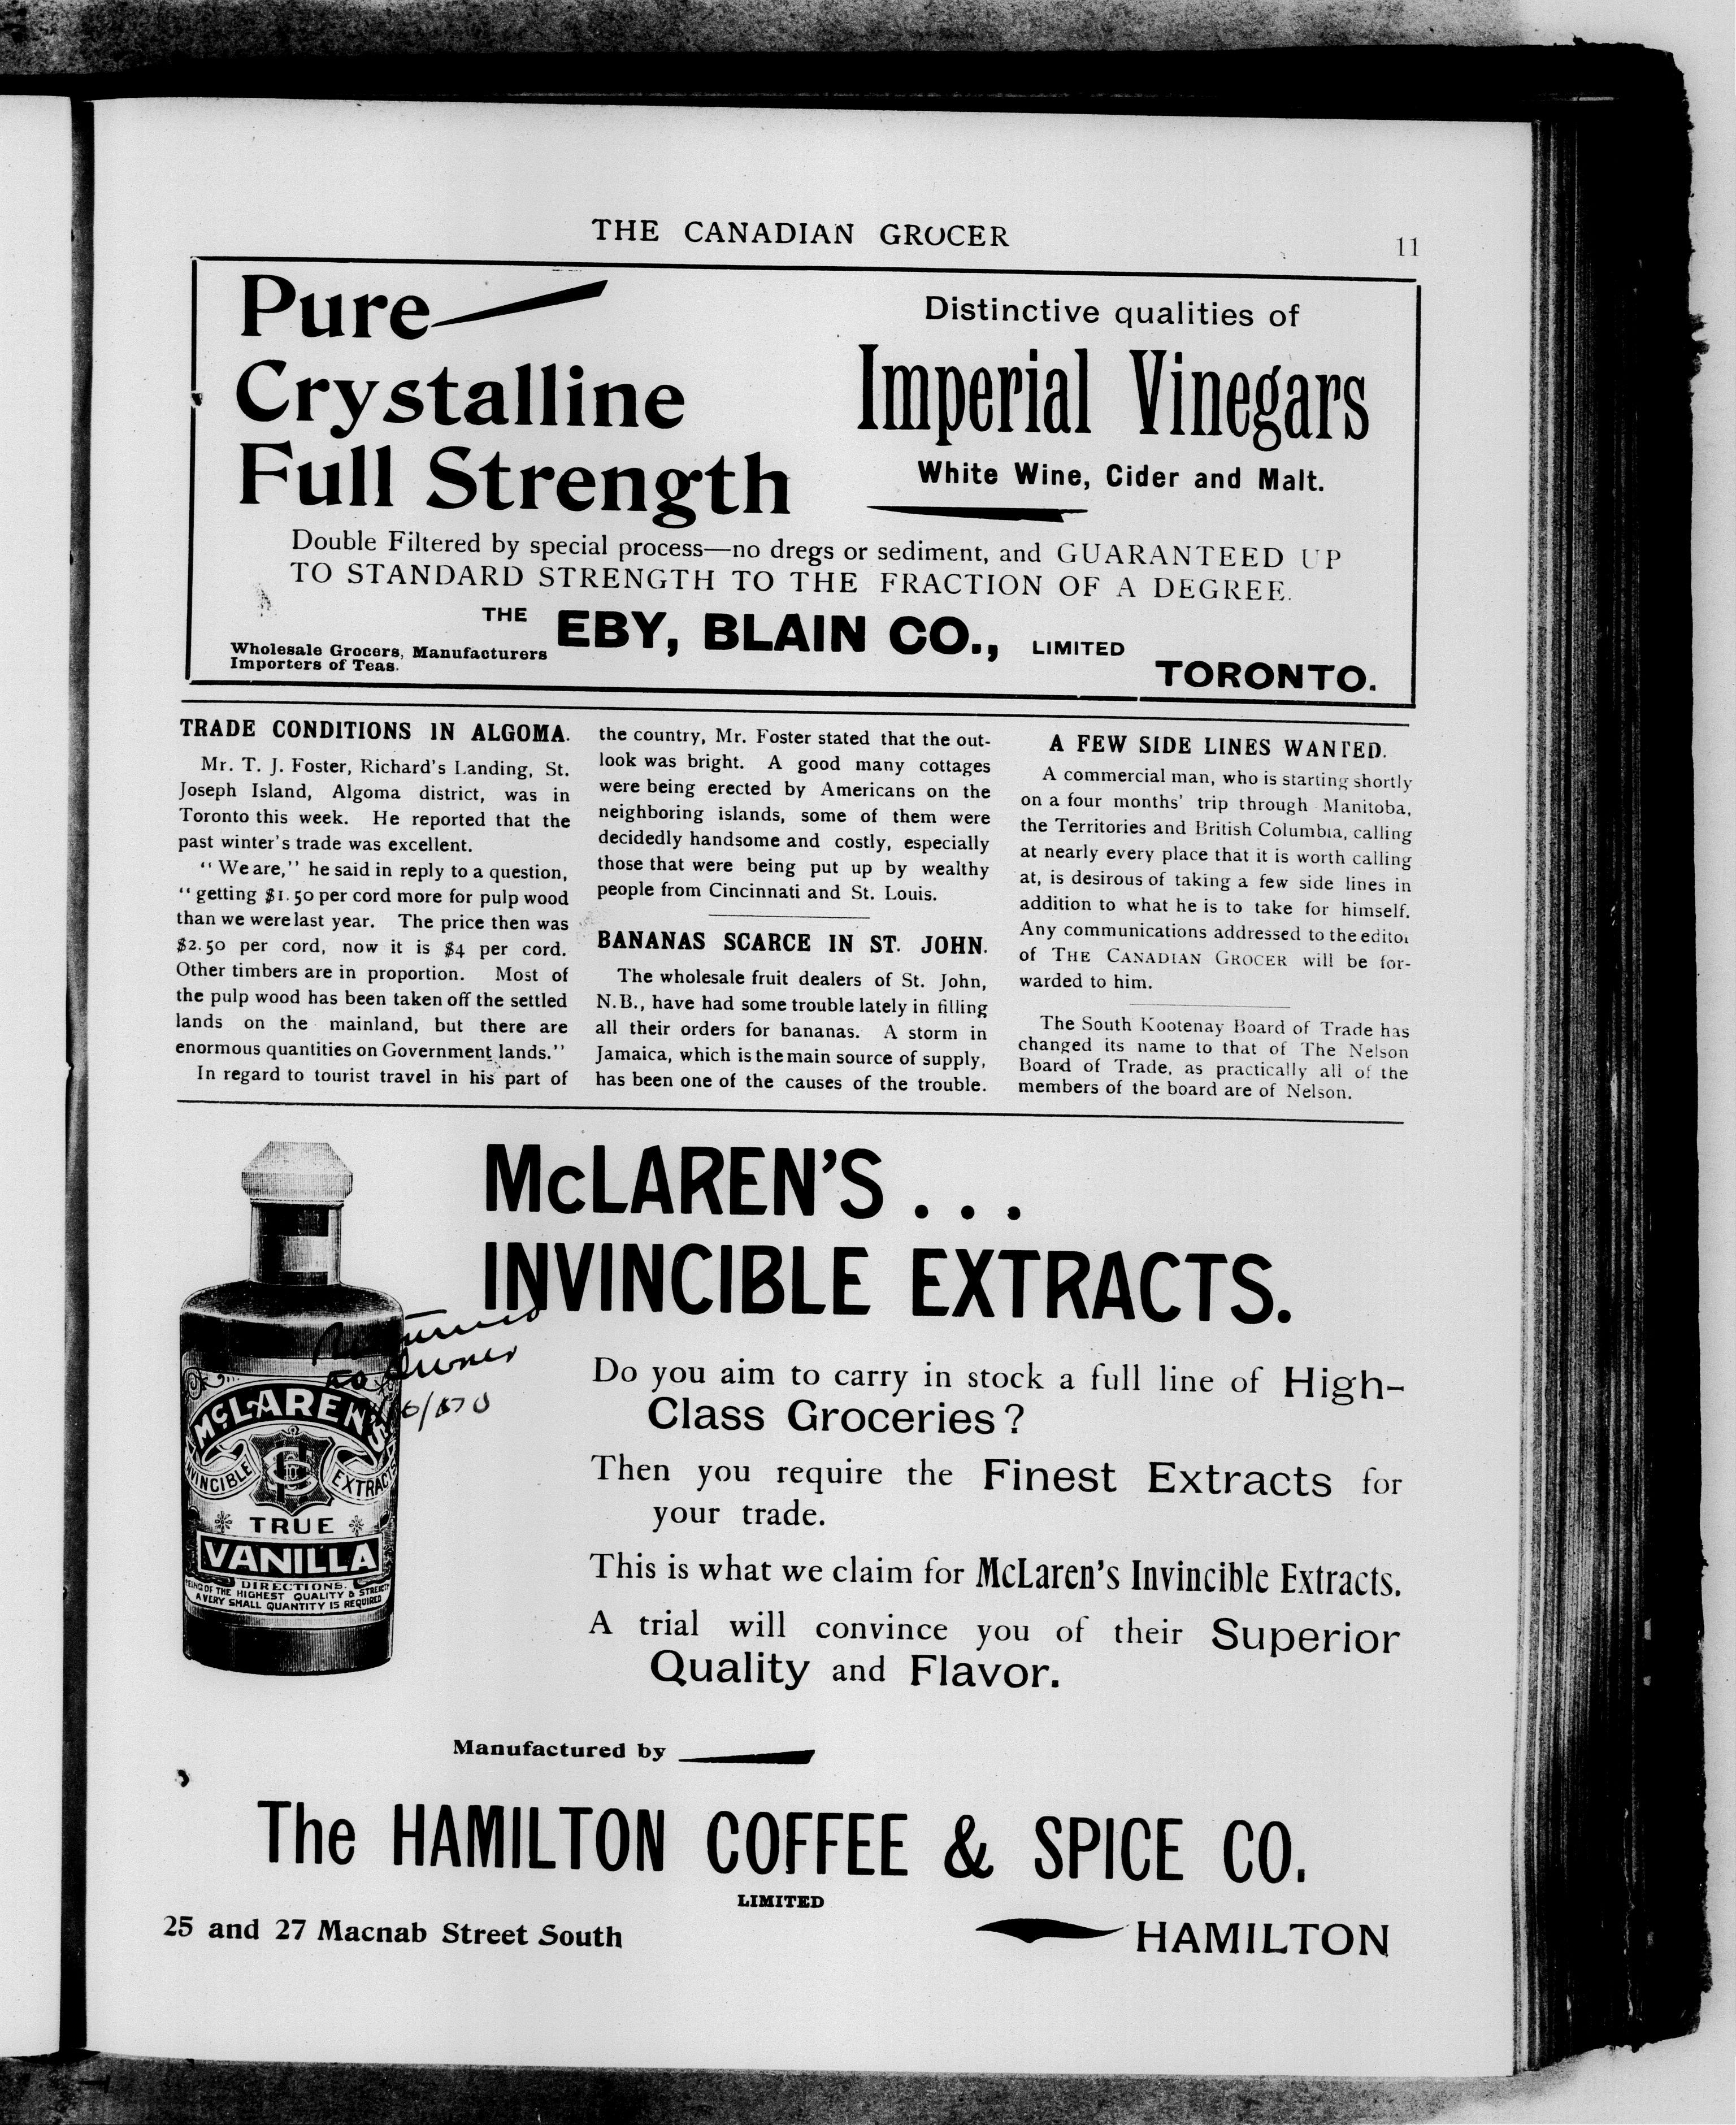 THE CANADIAN GROCER
11
Pure
Crystalline
Full Strength
Distinctive qualities of
Imperial Vinegars
White Wine, Cider and Malt.
Double Filtered by special process—no dregs or sediment, and GUARANTEED UP
TO STANDARD STRENGTH TO THE FRACTION OF A DEGREE.
THE EBY, BLAIN CO., LIMITED
Wholesale Grocers, Manufacturers
Importers of Teas.
TORONTO.
TRADE CONDITIONS IN ALGOMA.
Mr. T. J. Foster, Richard's Landing, St.
Joseph Island, Algoma district, was in
Toronto this week. He reported that the
past winter's trade was excellent.
"We are," he said in reply to a question,
"getting $1.50 per cord more for pulp wood
than we were last year. The price then was
$2.50 per cord, now it is $4 per cord.
Other timbers are in proportion. Most of
the pulp wood has been taken off the settled
lands on the mainland, but there are
enormous quantities on Government lands."
In regard to tourist travel in his part of
the country, Mr. Foster stated that the out-
look was bright. A good many cottages
were being erected by Americans on the
neighboring islands, some of them were
decidedly handsome and costly, especially
those that were being put up by wealthy
people from Cincinnati and St. Louis.
BANANAS SCARCE IN ST. JOHN.
The wholesale fruit dealers of St. John,
N.B., have had some trouble lately in filling
all their orders for bananas. A storm in
Jamaica, which is the main source of supply,
has been one of the causes of the trouble.
A FEW SIDE LINES WANTED.
A commercial man, who is starting shortly
on a four months' trip through Manitoba,
the Territories and British Columbia, calling
at nearly every place that it is worth calling
at, is desirous of taking a few side lines in
addition to what he is to take for himself.
Any communications addressed to the editor
of THE CANADIAN GROCER will be for-
warded to him.
The South Kootenay Board of Trade has
changed its name to that of The Nelson
Board of Trade, as practically all of the
members of the board are of Nelson.
McLAREN'S . . .
INVINCIBLE EXTRACTS.
Returned
to Owner
McLAREN'S
INVINCIBLE EXTRACTS
TRUE
VANILLA
DIRECTIONS.
BEING OF THE HIGHEST QUALITY & STRENGTH
A VERY SMALL QUANTITY IS REQUIRED
Do you aim to carry in stock a full line of High-
Class Groceries?
Then you require the Finest Extracts for
your trade.
This is what we claim for McLaren's Invincible Extracts.
A trial will convince you of their Superior
Quality and Flavor.
Manufactured by
The HAMILTON COFFEE & SPICE CO.
LIMITED
25 and 27 Macnab Street South
HAMILTON